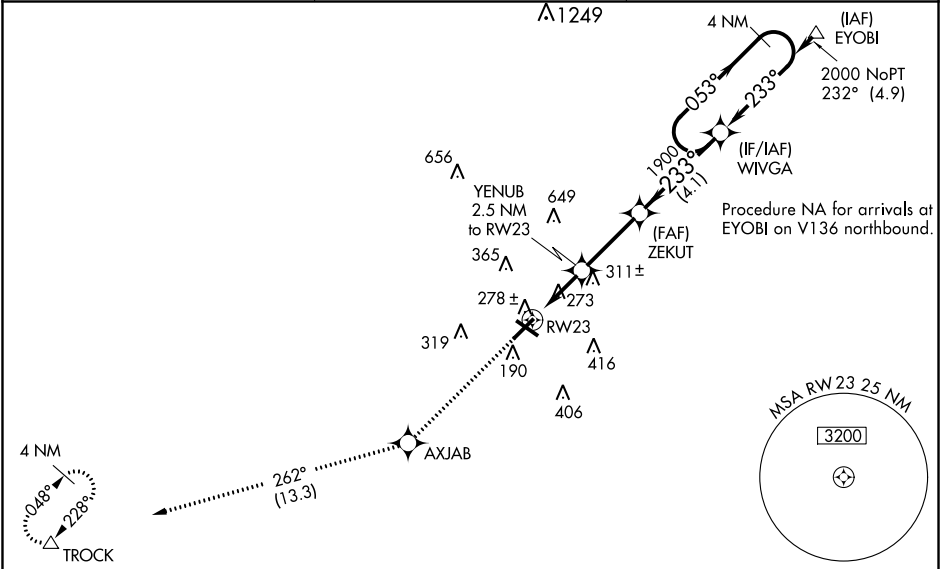 1249
4 NM
(IAF)
EYOBI
2000 NoPT
232° (4.9)
053°
233°
(IF/IAF)
WIVGA
1900
233°
(4.1)
656
YENUB
2.5 NM
to RW23
649
Procedure NA for arrivals at
EYOBI on V136 northbound.
(FAF)
ZEKUT
365
311±
278 ±
273
RW23
319
190
416
406
MSA RW 23 25 NM
3200
AXJAB
4 NM
262°
(13.3)
048°
228°
TROCK